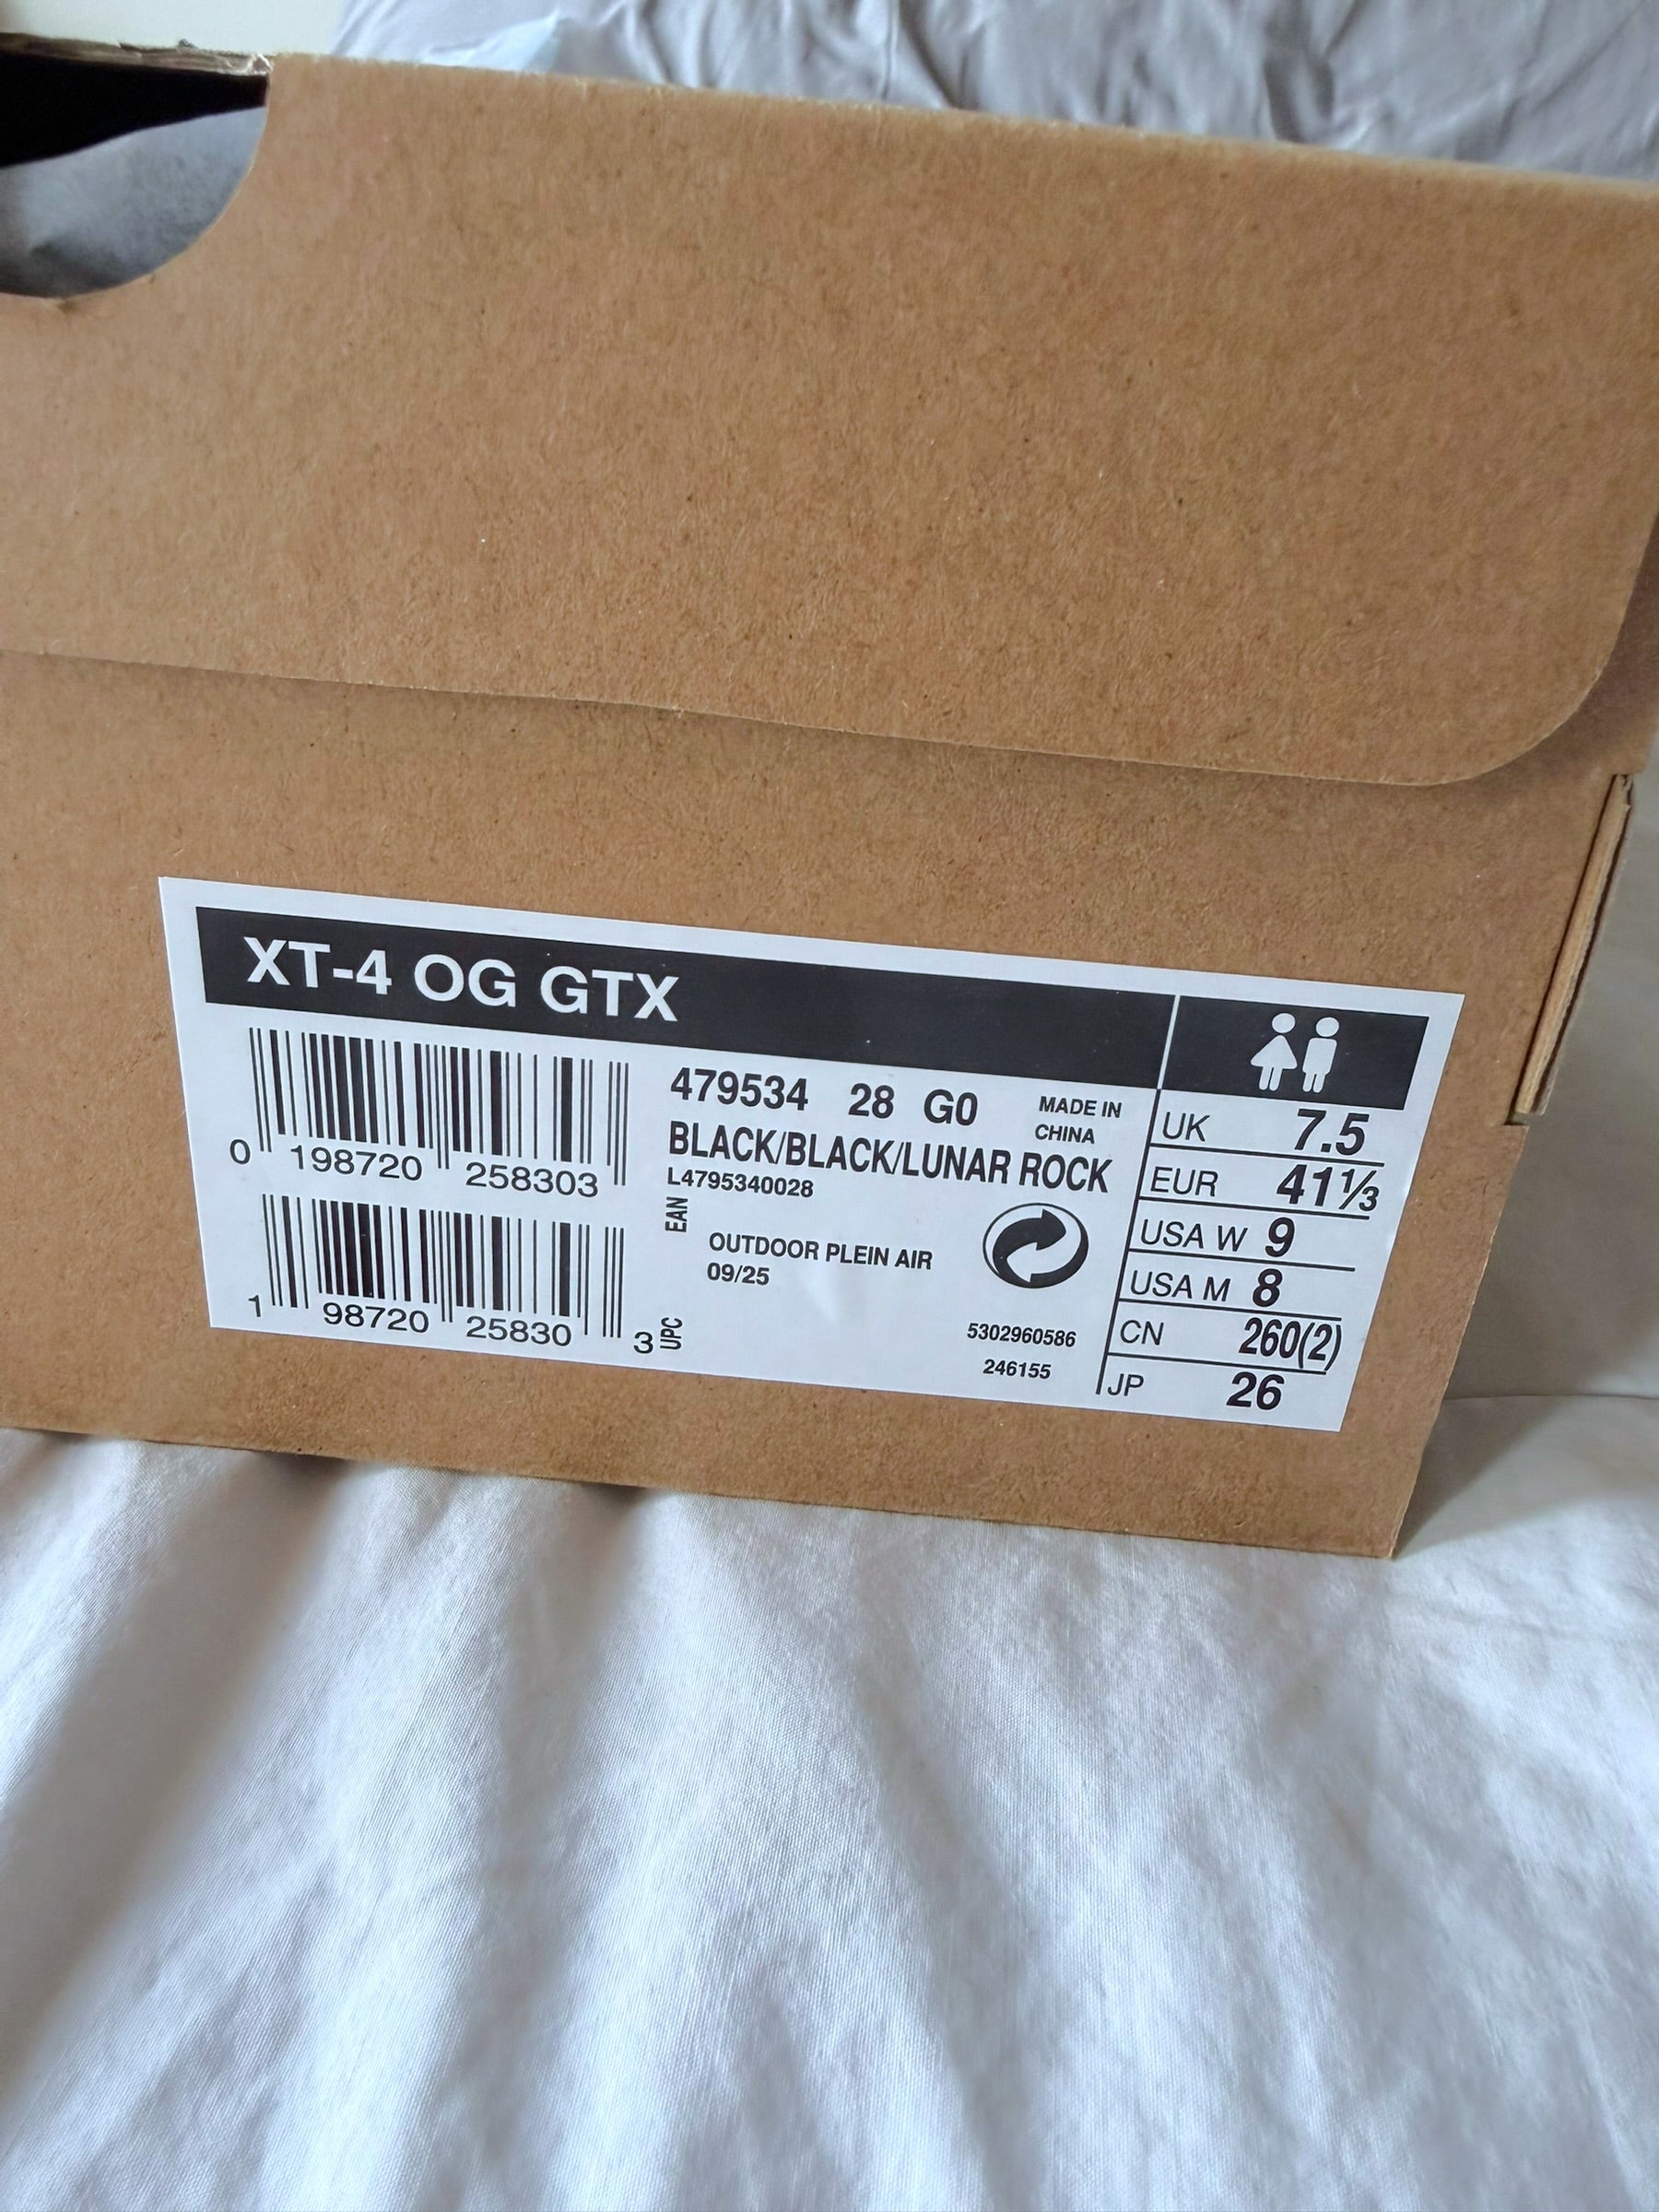 XT-4 OG GTX
0 198720 258303
EAN
1 98720 25830 3
UPC
479534 28 G0
MADE IN
CHINA
BLACK/BLACK/LUNAR ROCK
L4795340028
OUTDOOR PLEIN AIR
09/25
5302960586
246155
UK 7.5
EUR 41⅓
USA W 9
USA M 8
CN 260(2)
JP 26